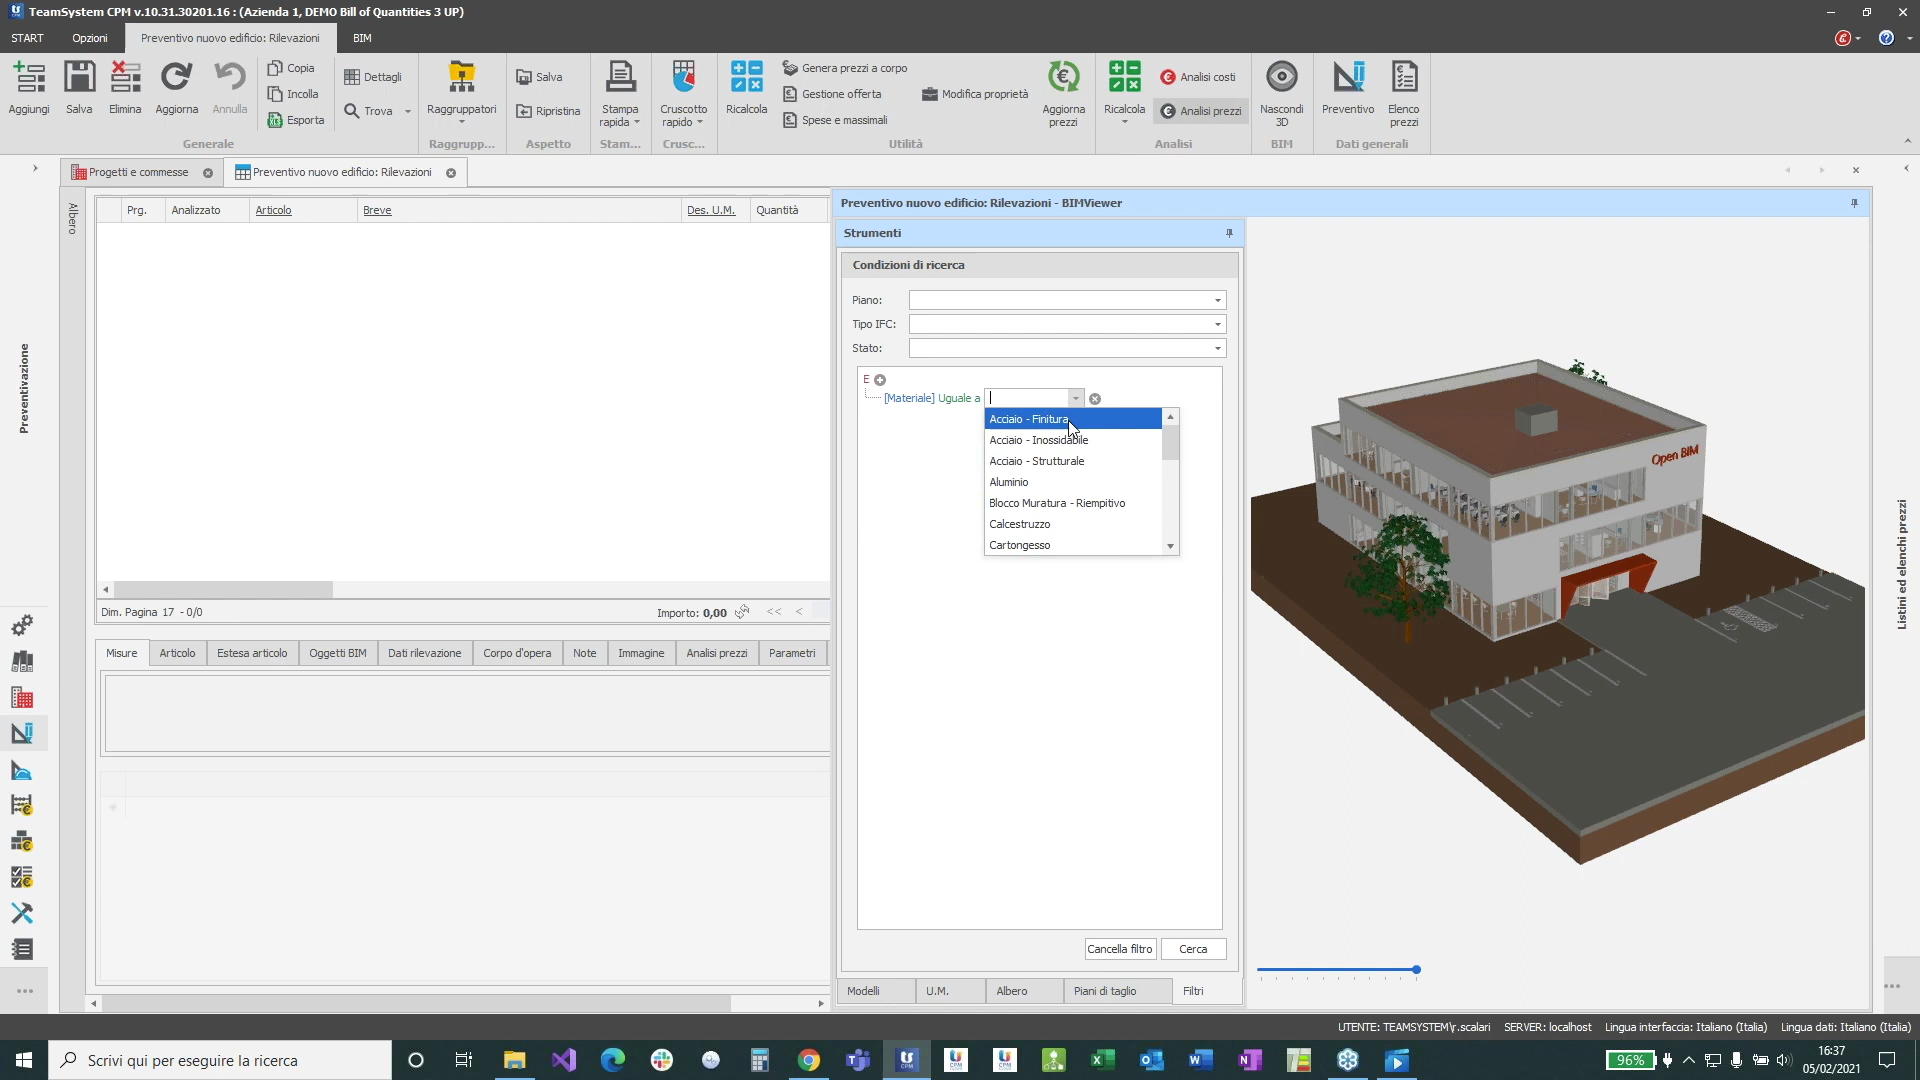 TeamSystem CPM v.10.31.30201.16 : (Azienda 1, DEMO Bill of Quantities 3 UP)
START Opzioni Preventivo nuovo edificio: Rilevazioni BIM
Aggiungi Salva Elimina Aggiorna Annulla
Copia
Incolla
Esporta
Dettagli
Trova
Generale
Raggruppatori
Raggrupp...
Salva
Ripristina
Aspetto
Stampa rapida
Stam...
Cruscotto rapido
Crusc...
Ricalcola
Genera prezzi a corpo
Gestione offerta
Spese e massimali
Modifica proprietà
Aggiorna prezzi
Utilità
Ricalcola
Analisi costi
Analisi prezzi
Analisi
Nascondi 3D
BIM
Preventivo
Elenco prezzi
Dati generali
Progetti e commesse
Preventivo nuovo edificio: Rilevazioni
Preventivazione
Albero
Prg. Analizzato Articolo Breve Des. U.M. Quantità
Dim. Pagina 17 - 0/0
Importo: 0,00 << <
Misure Articolo Estesa articolo Oggetti BIM Dati rilevazione Corpo d'opera Note Immagine Analisi prezzi Parametri
Preventivo nuovo edificio: Rilevazioni - BIMViewer
Strumenti
Condizioni di ricerca
Piano:
Tipo IFC:
Stato:
E
[Materiale] Uguale a
Acciaio - Finitura
Acciaio - Inossidabile
Acciaio - Strutturale
Aluminio
Blocco Muratura - Riempitivo
Calcestruzzo
Cartongesso
Cancella filtro Cerca
Modelli U.M. Albero Piani di taglio Filtri
Open BIM
Listini ed elenchi prezzi
UTENTE: TEAMSYSTEM\r.scalari SERVER: localhost Lingua interfaccia: Italiano (Italia) Lingua dati: Italiano (Italia)
Scrivi qui per eseguire la ricerca
96%
16:37
05/02/2021